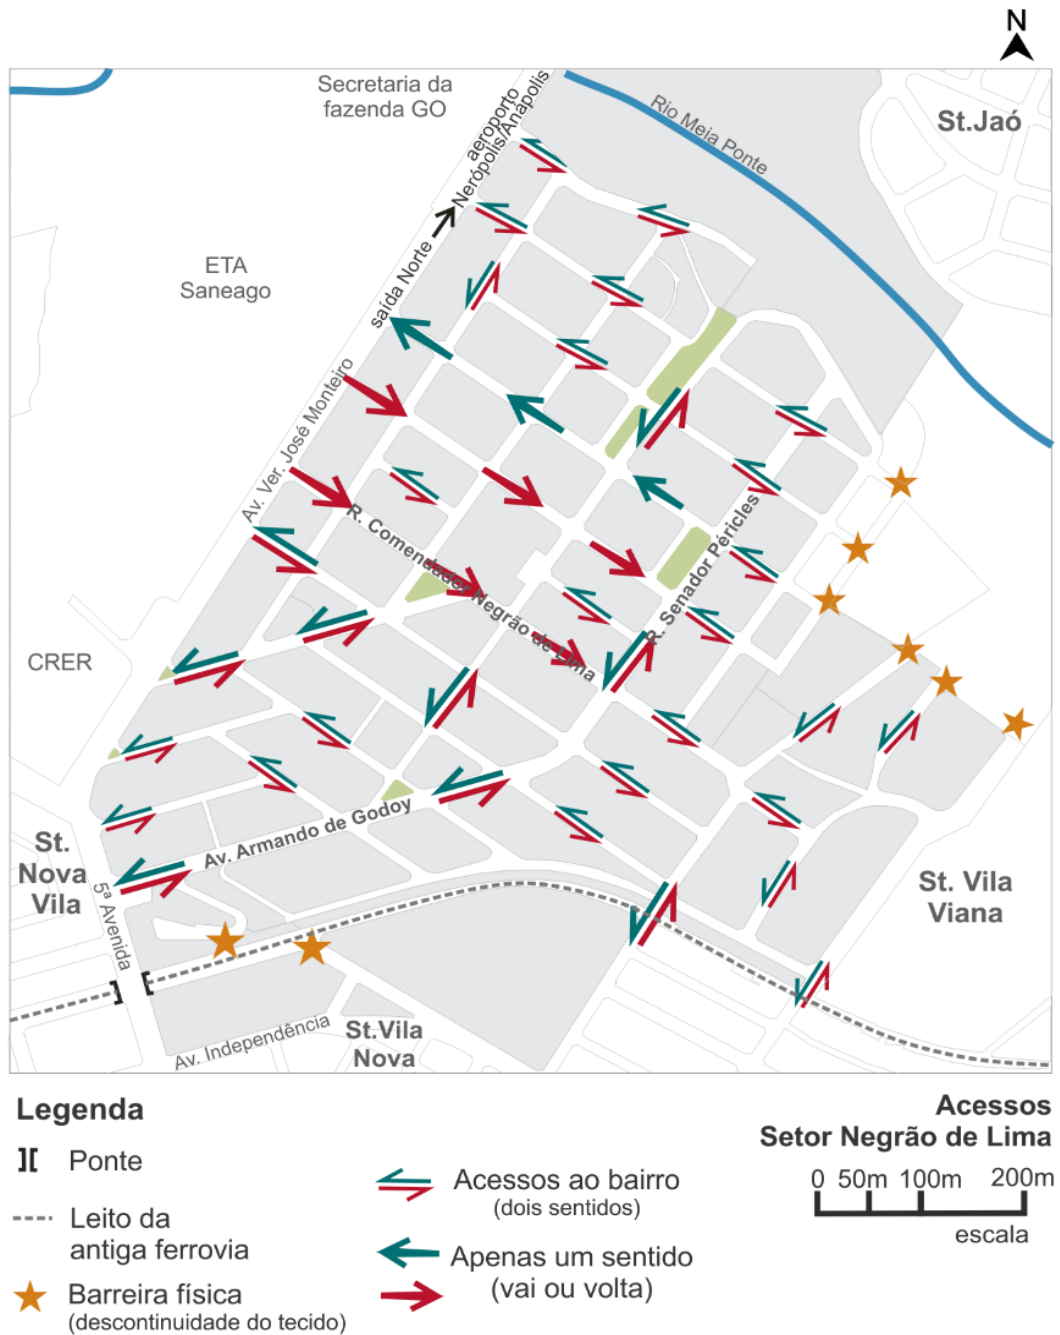 N
Secretaria da
fazenda GO
aeroporto
Nerópolis/Anápolis
Rio Meia Ponte
St.Jaó
ETA
Saneago
saída Norte
Av. Ver. José Monteiro
R. Comendador Negrão de Lima
R. Senador Péricles
CRER
Av. Armando de Godoy
St.
Nova
Vila
5ª Avenida
St. Vila
Viana
Av. Independência
St.Vila
Nova
Legenda
Ponte
Leito da
antiga ferrovia
Barreira física
(descontinuidade do tecido)
Acessos ao bairro
(dois sentidos)
Apenas um sentido
(vai ou volta)
Acessos
Setor Negrão de Lima
0 50m 100m 200m
escala